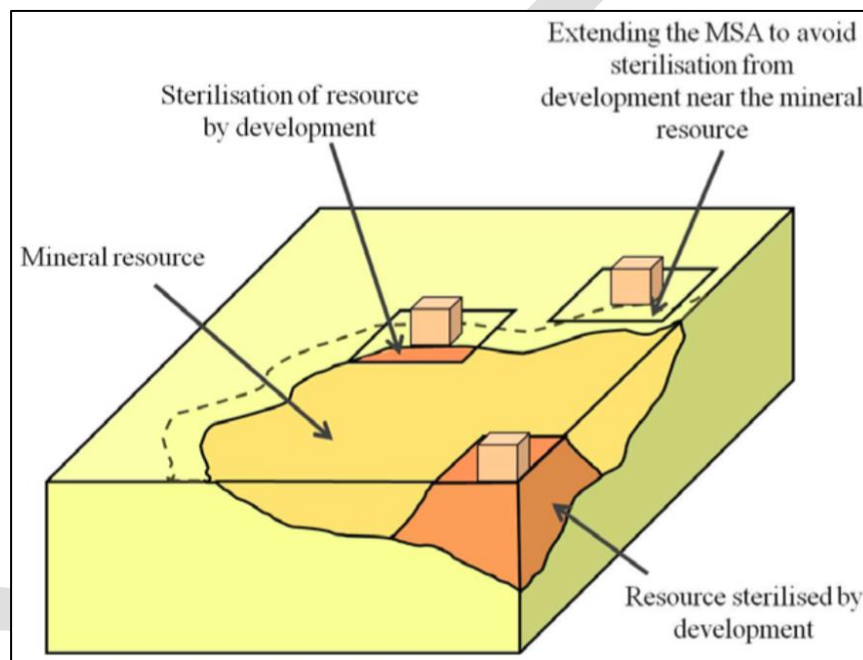 Extending the MSA to avoid
sterilisation from
development near the mineral
resource
Sterilisation of resource
by development
Mineral resource
Resource sterilised by
development